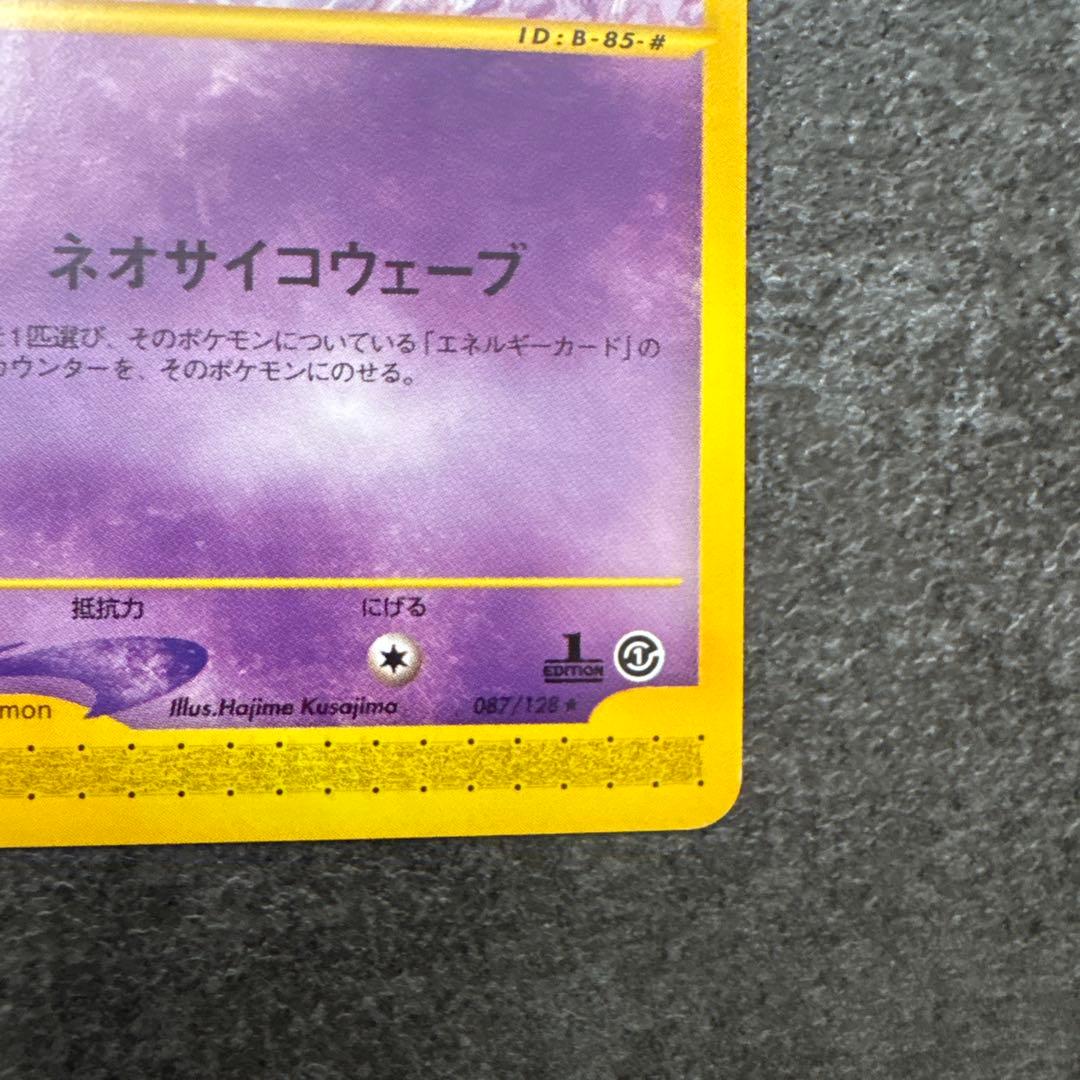 ID:B-85-#
ネオサイコウェーブ
1匹選び、そのポケモンについている「エネルギーカード」の
カウンターを、そのポケモンにのせる。
抵抗力 にげる
1
EDITION
1
mon Illus.Hajime Kusajima 087/128★